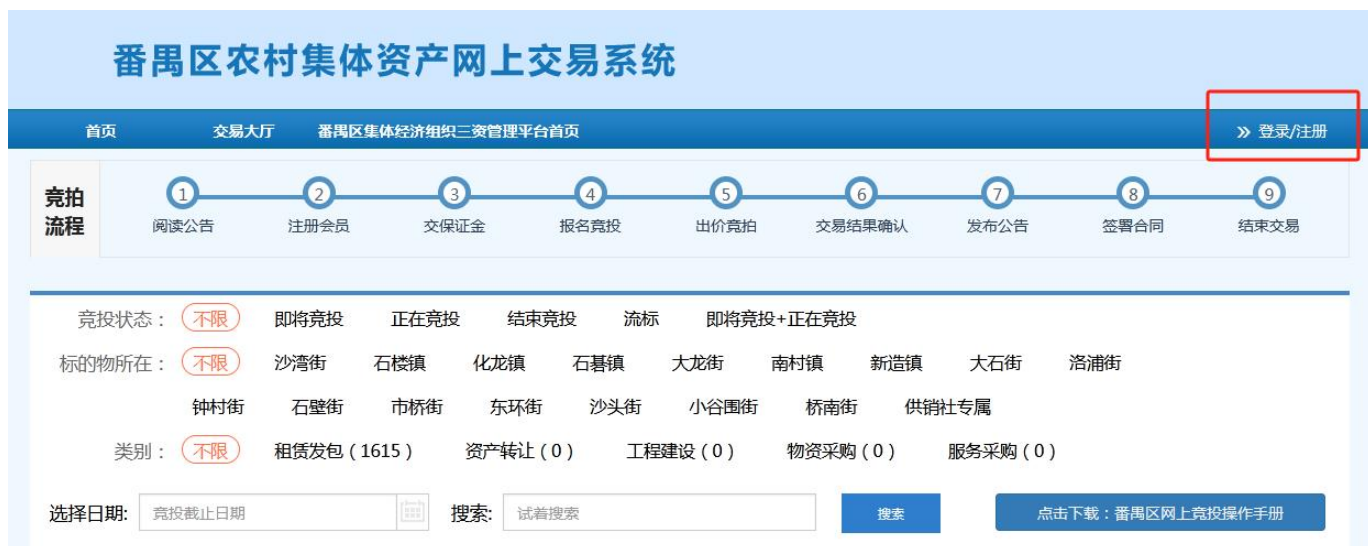 番禺区农村集体资产网上交易系统
首页 交易大厅 番禺区集体经济组织三资管理平台首页 » 登录/注册
竞拍流程
1 2 3 4 5 6 7 8 9
阅读公告 注册会员 交保证金 报名竞投 出价竞拍 交易结果确认 发布公告 签署合同 结束交易
竞投状态： 不限 即将竞投 正在竞投 结束竞投 流标 即将竞投+正在竞投
标的物所在： 不限 沙湾街 石楼镇 化龙镇 石碁镇 大龙街 南村镇 新造镇 大石街 洛浦街
钟村街 石壁街 市桥街 东环街 沙头街 小谷围街 桥南街 供销社专属
类别： 不限 租赁发包（1615） 资产转让（0） 工程建设（0） 物资采购（0） 服务采购（0）
选择日期: 竞投截止日期 搜索: 试着搜索 搜索 点击下载：番禺区网上竞投操作手册